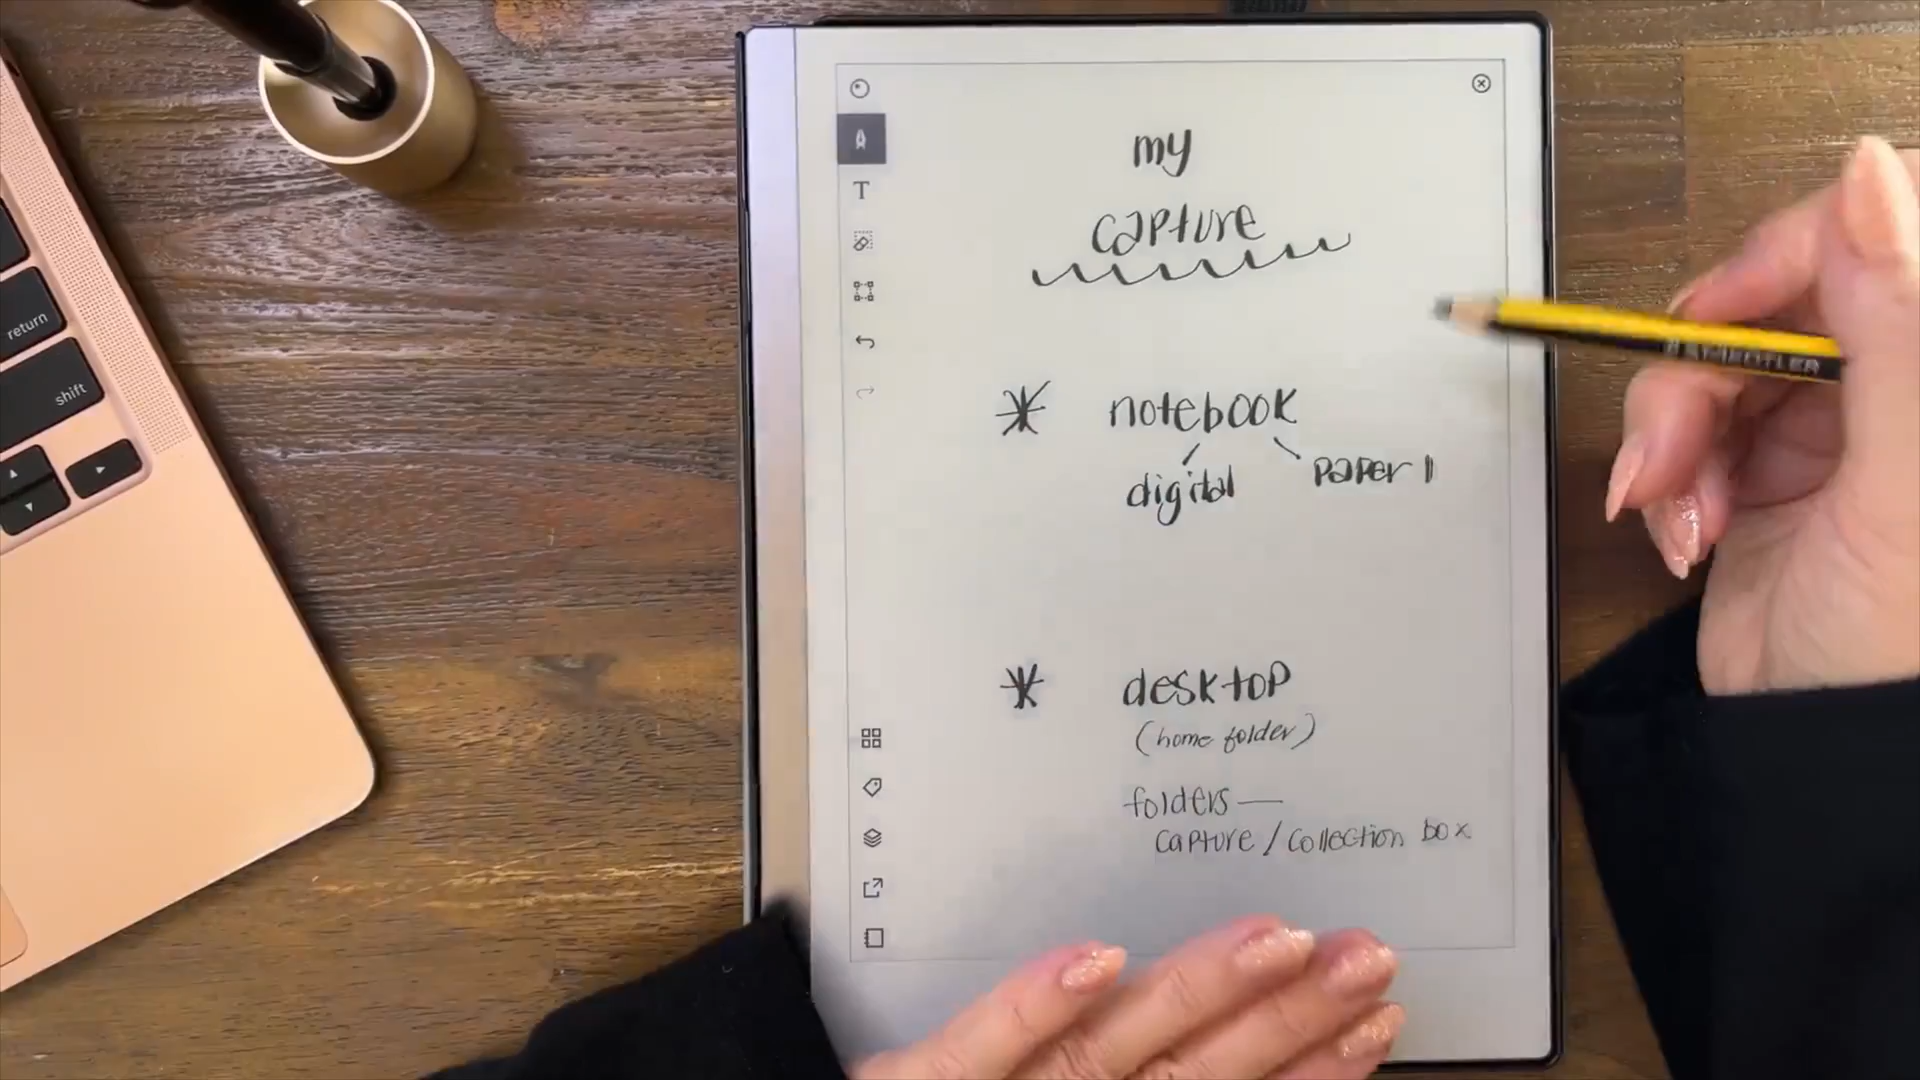 my
capture
notebook
digital
paper
desktop
(home folder)
folders —
capture / collection box
T
return
shift
STAEDTLER